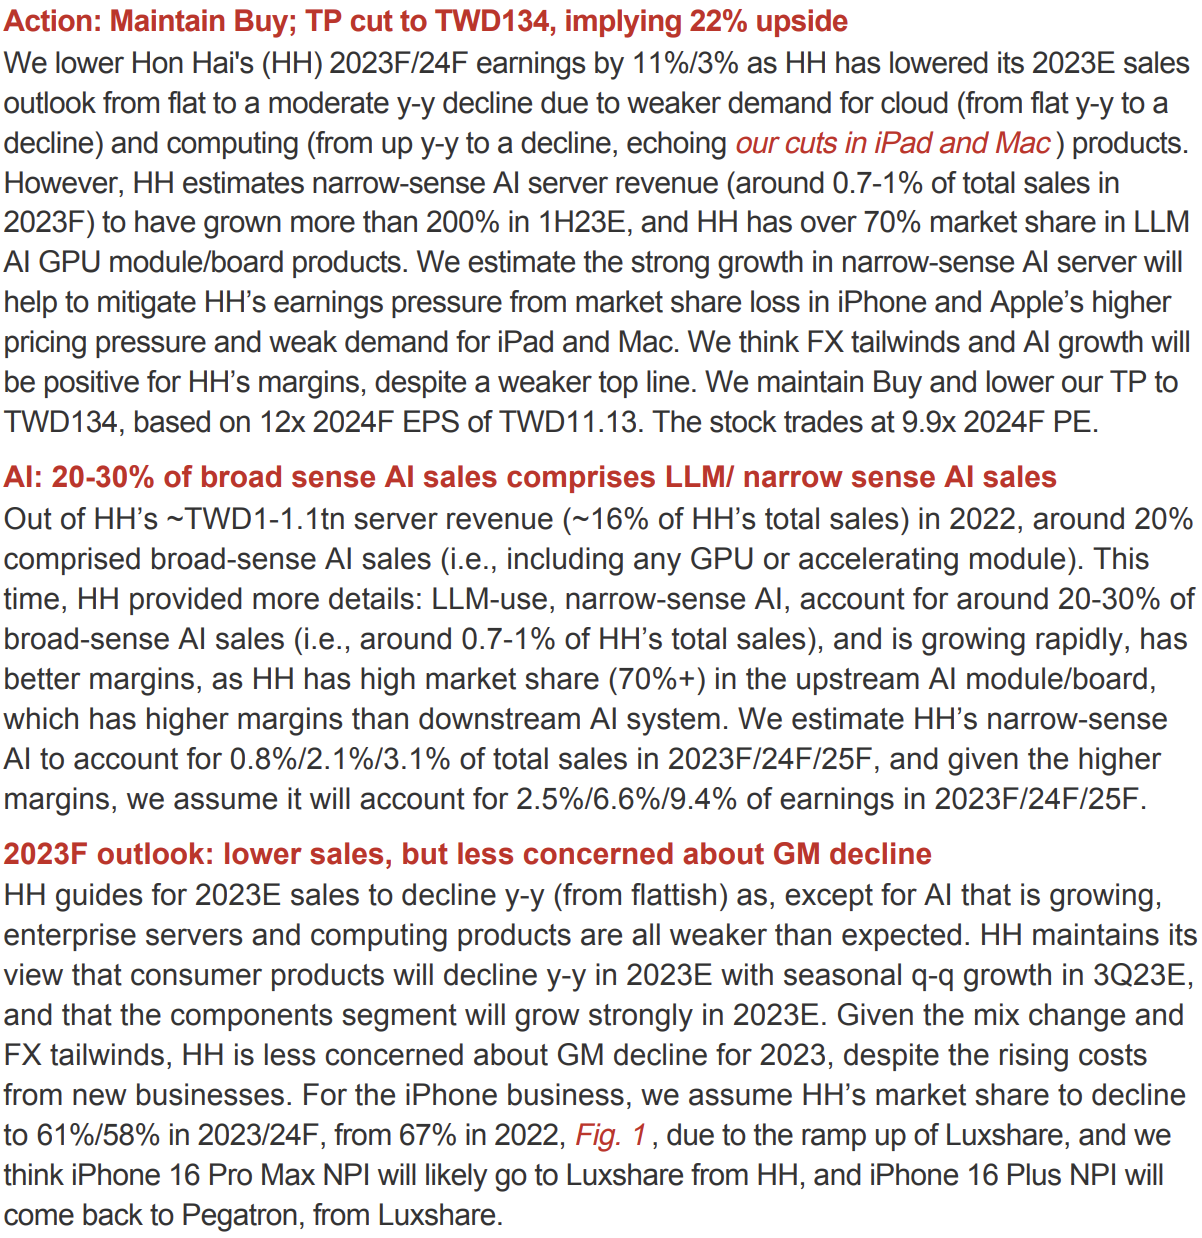 Action: Maintain Buy; TP cut to TWD134, implying 22% upside
We lower Hon Hai's (HH) 2023F/24F earnings by 11%/3% as HH has lowered its 2023E sales
outlook from flat to a moderate y-y decline due to weaker demand for cloud (from flat y-y to a
decline) and computing (from up y-y to a decline, echoing our cuts in iPad and Mac ) products.
However, HH estimates narrow-sense AI server revenue (around 0.7-1% of total sales in
2023F) to have grown more than 200% in 1H23E, and HH has over 70% market share in LLM
AI GPU module/board products. We estimate the strong growth in narrow-sense AI server will
help to mitigate HH’s earnings pressure from market share loss in iPhone and Apple’s higher
pricing pressure and weak demand for iPad and Mac. We think FX tailwinds and AI growth will
be positive for HH’s margins, despite a weaker top line. We maintain Buy and lower our TP to
TWD134, based on 12x 2024F EPS of TWD11.13. The stock trades at 9.9x 2024F PE.
AI: 20-30% of broad sense AI sales comprises LLM/ narrow sense AI sales
Out of HH’s ~TWD1-1.1tn server revenue (~16% of HH’s total sales) in 2022, around 20%
comprised broad-sense AI sales (i.e., including any GPU or accelerating module). This
time, HH provided more details: LLM-use, narrow-sense AI, account for around 20-30% of
broad-sense AI sales (i.e., around 0.7-1% of HH’s total sales), and is growing rapidly, has
better margins, as HH has high market share (70%+) in the upstream AI module/board,
which has higher margins than downstream AI system. We estimate HH’s narrow-sense
AI to account for 0.8%/2.1%/3.1% of total sales in 2023F/24F/25F, and given the higher
margins, we assume it will account for 2.5%/6.6%/9.4% of earnings in 2023F/24F/25F.
2023F outlook: lower sales, but less concerned about GM decline
HH guides for 2023E sales to decline y-y (from flattish) as, except for AI that is growing,
enterprise servers and computing products are all weaker than expected. HH maintains its
view that consumer products will decline y-y in 2023E with seasonal q-q growth in 3Q23E,
and that the components segment will grow strongly in 2023E. Given the mix change and
FX tailwinds, HH is less concerned about GM decline for 2023, despite the rising costs
from new businesses. For the iPhone business, we assume HH’s market share to decline
to 61%/58% in 2023/24F, from 67% in 2022, Fig. 1 , due to the ramp up of Luxshare, and we
think iPhone 16 Pro Max NPI will likely go to Luxshare from HH, and iPhone 16 Plus NPI will
come back to Pegatron, from Luxshare.